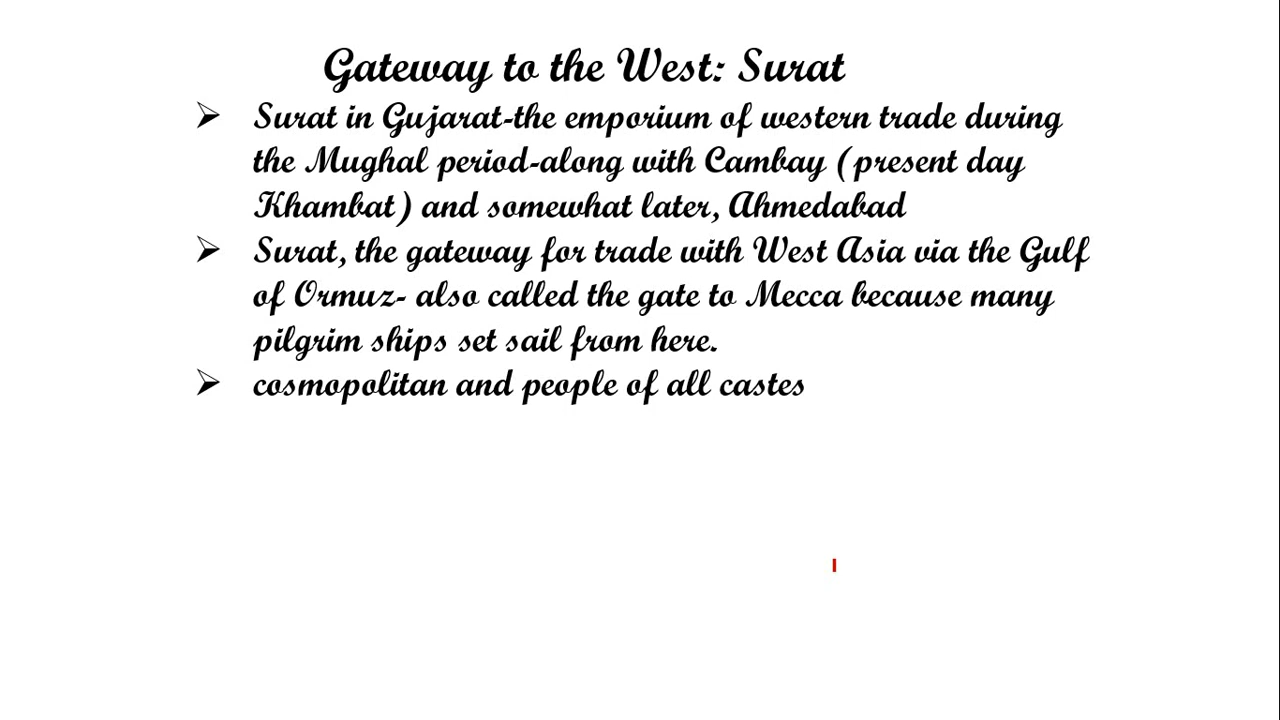 Gateway to the West: Surat
➢ Surat in Gujarat-the emporium of western trade during
the Mughal period-along with Cambay (present day
Khambat) and somewhat later, Ahmedabad
➢ Surat, the gateway for trade with West Asia via the Gulf
of Ormuz- also called the gate to Mecca because many
pilgrim ships set sail from here.
➢ cosmopolitan and people of all castes